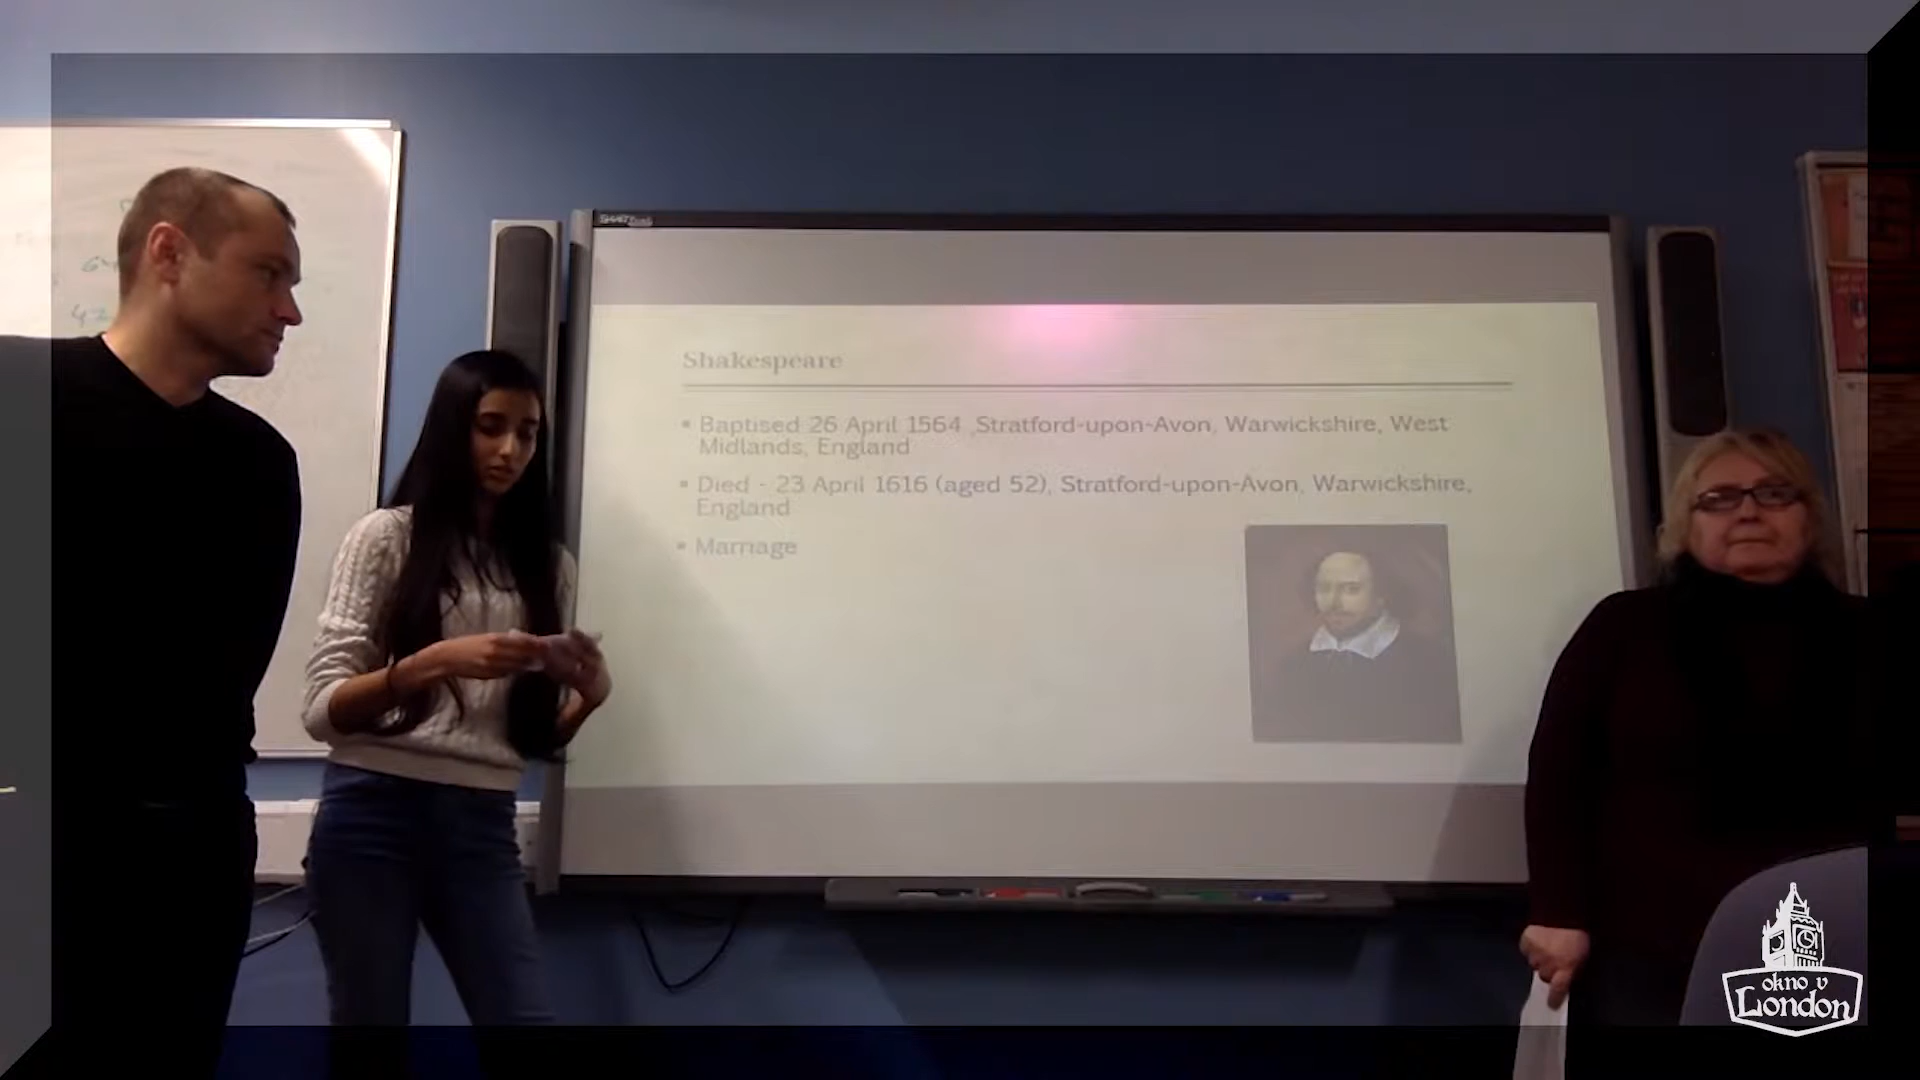 Shakespeare
▪ Baptised 26 April 1564 ,Stratford-upon-Avon, Warwickshire, West
Midlands, England
▪ Died - 23 April 1616 (aged 52), Stratford-upon-Avon, Warwickshire,
England
▪ Marriage
okno v
London